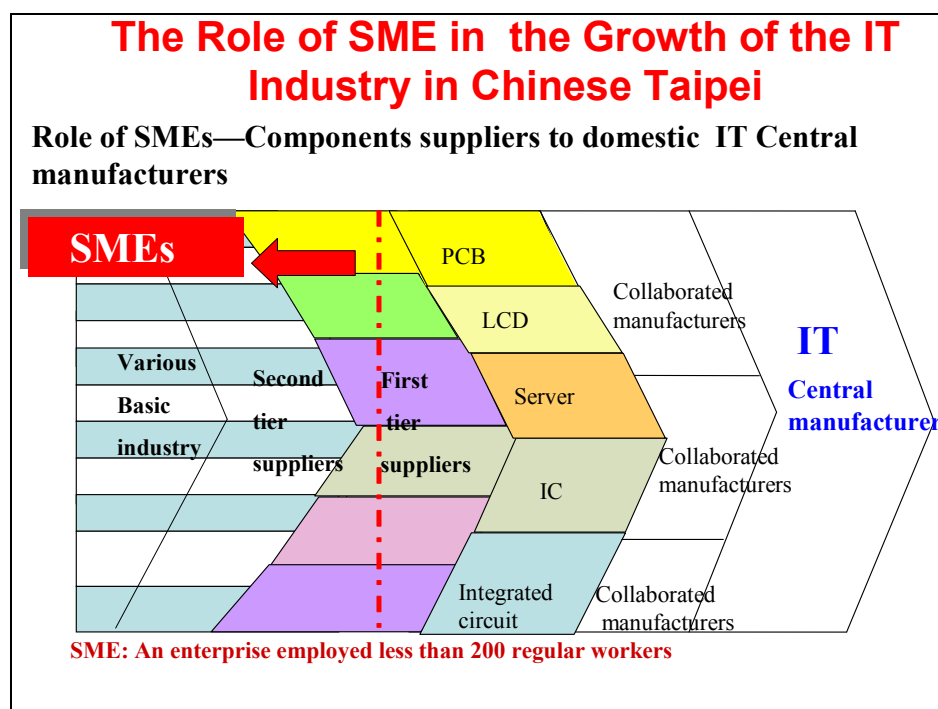 The Role of SME in the Growth of the IT
Industry in Chinese Taipei
Role of SMEs—Components suppliers to domestic IT Central
manufacturers
SMEs
Various
Basic
industry
Second
tier
suppliers
First
tier
suppliers
PCB
LCD
Server
IC
Integrated
circuit
Collaborated
manufacturers
Collaborated
manufacturers
Collaborated
manufacturers
IT
Central
manufacturer
SME: An enterprise employed less than 200 regular workers